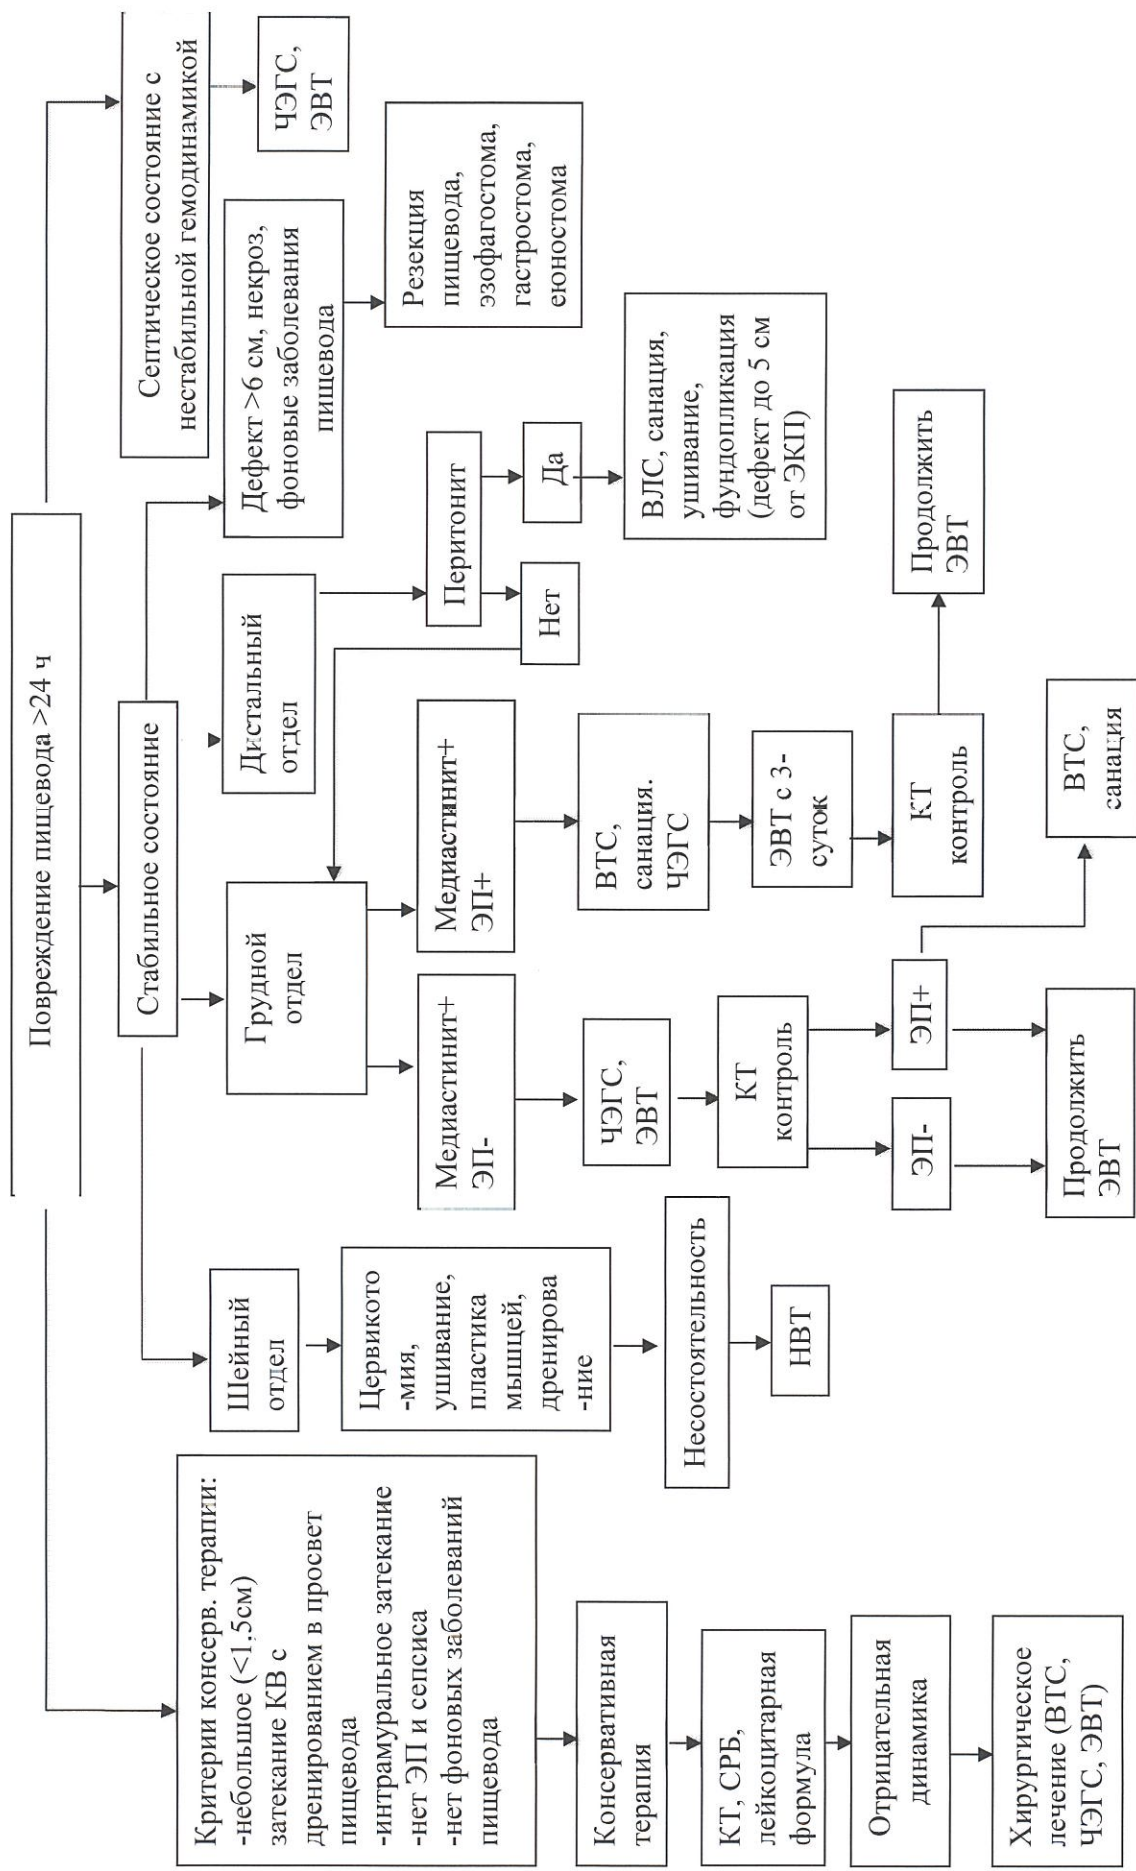 Повреждение пищевода >24 ч
Критерии консерв. терапии:
-небольшое (<1,5см)
затекание КВ с
дренированием в просвет
пищевода
-интрамуральное затекание
-нет ЭП и сепсиса
-нет фоновых заболеваний
пищевода
Консервативная
терапия
КТ, СРБ,
лейкоцитарная
формула
Отрицательная
динамика
Хирургическое
лечение (ВТС,
ЧЭГС, ЭВТ)
Стабильное состояние
Шейный
отдел
Цервикото
-мия,
ушивание,
пластика
мышцей,
дренирова
-ние
Несостоятельность
НВТ
Грудной
отдел
Медиастинит+
ЭП-
ЧЭГС,
ЭВТ
КТ
контроль
ЭП-
ЭП+
Продолжить
ЭВТ
ВТС,
санация
Медиастинит+
ЭП+
ВТС,
санация.
ЧЭГС
ЭВТ с 3-
суток
КТ
контроль
Продолжить
ЭВТ
Дистальный
отдел
Перитонит
Нет
Да
ВЛС, санация,
ушивание,
фундопликация
(дефект до 5 см
от ЭКП)
Дефект >6 см, некроз,
фоновые заболевания
пищевода
Резекция
пищевода,
эзофагостома,
гастростома,
еюностома
Септическое состояние с
нестабильной гемодинамикой
ЧЭГС,
ЭВТ